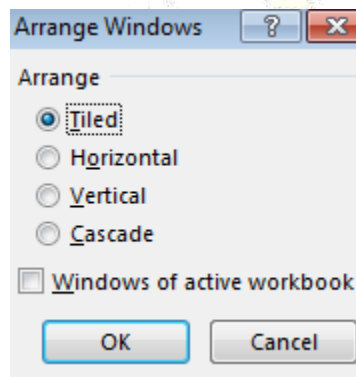 Arrange Windows ? X
Arrange
Tiled
Horizontal
Vertical
Cascade
Windows of active workbook
OK Cancel